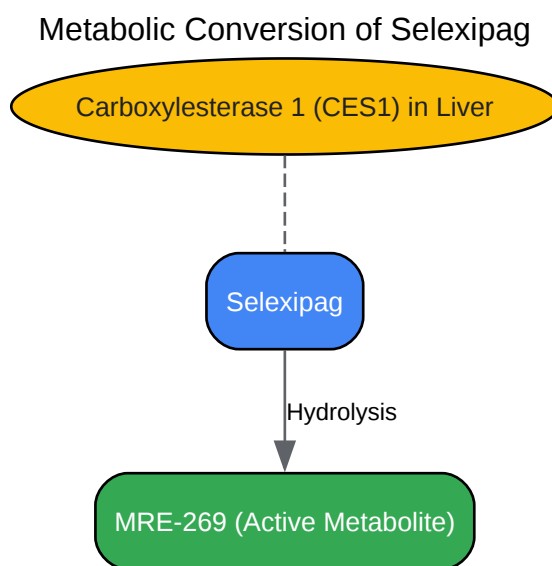 Metabolic Conversion of Selexipag
Carboxylesterase 1 (CES1) in Liver
Selexipag
Hydrolysis
MRE-269 (Active Metabolite)